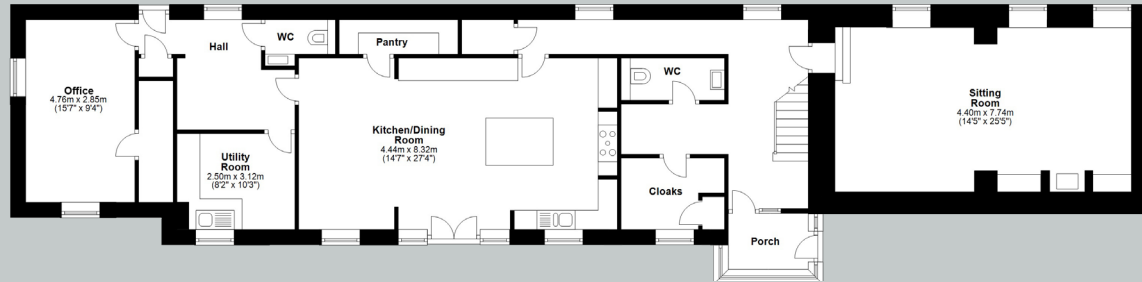 Hall
WC
Pantry
Office
4.76m x 2.85m
(15'7" x 9'4")
Kitchen/Dining
Room
4.44m x 8.32m
(14'7" x 27'4")
WC
Sitting
Room
4.40m x 7.74m
(14'5" x 25'5")
Utility
Room
2.50m x 3.12m
(8'2" x 10'3")
Cloaks
Porch